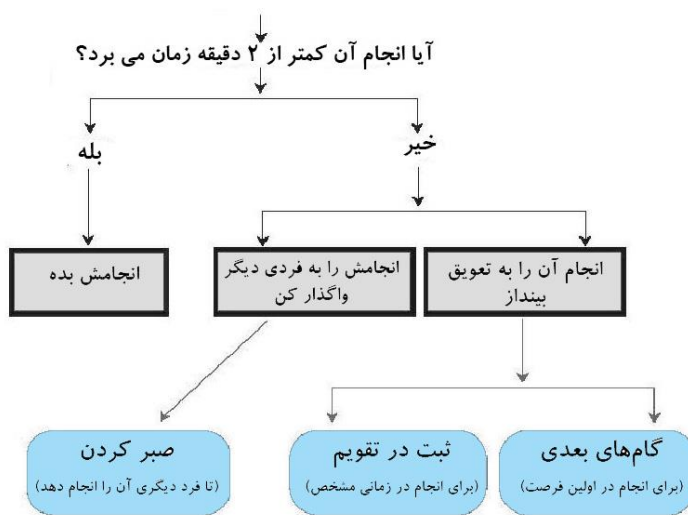 آیا انجام آن کمتر از ۲ دقیقه زمان می برد؟
خیر
بله
انجام آن را به تعویق
بینداز
انجامش را به فردی دیگر
واگذار کن
انجامش بده
گام‌های بعدی
(برای انجام در اولین فرصت)
ثبت در تقویم
(برای انجام در زمانی مشخص)
صبر کردن
(تا فرد دیگری آن را انجام دهد)